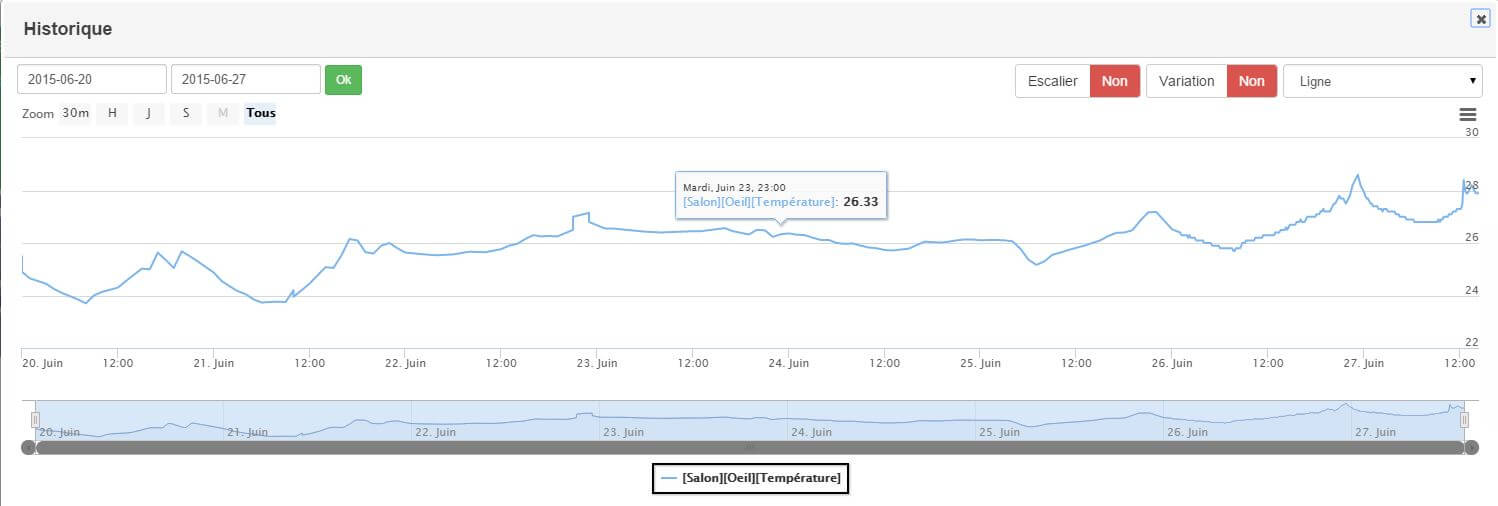 Historique
2015-06-20 2015-06-27 Ok Escalier Non Variation Non Ligne
Zoom 30m H J S M Tous
30
Mardi, Juin 23, 23:00
[Salon][Oeil][Température]: 26.33
28
26
24
22
20. Juin 12:00 21. Juin 12:00 22. Juin 12:00 23. Juin 12:00 24. Juin 12:00 25. Juin 12:00 26. Juin 12:00 27. Juin 12:00
20. Juin 21. Juin 22. Juin 23. Juin 24. Juin 25. Juin 26. Juin 27. Juin
[Salon][Oeil][Température]